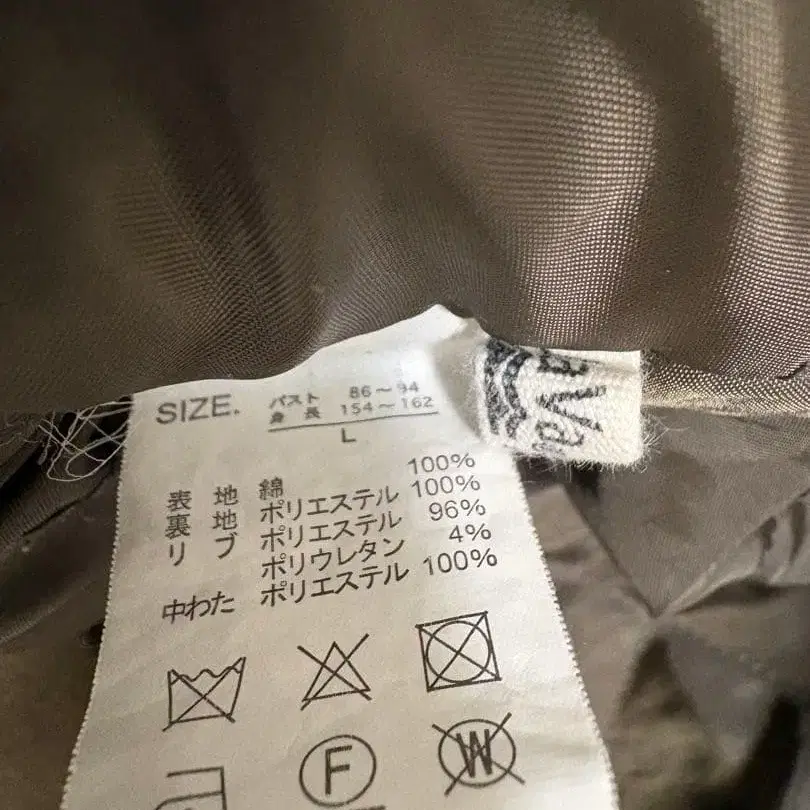 SIZE. バスト 86～94
身長 154～162
L
表地 綿 100%
裏地 ポリエステル 100%
リブ ポリエステル 96%
ポリウレタン 4%
中わた ポリエステル 100%
F
W